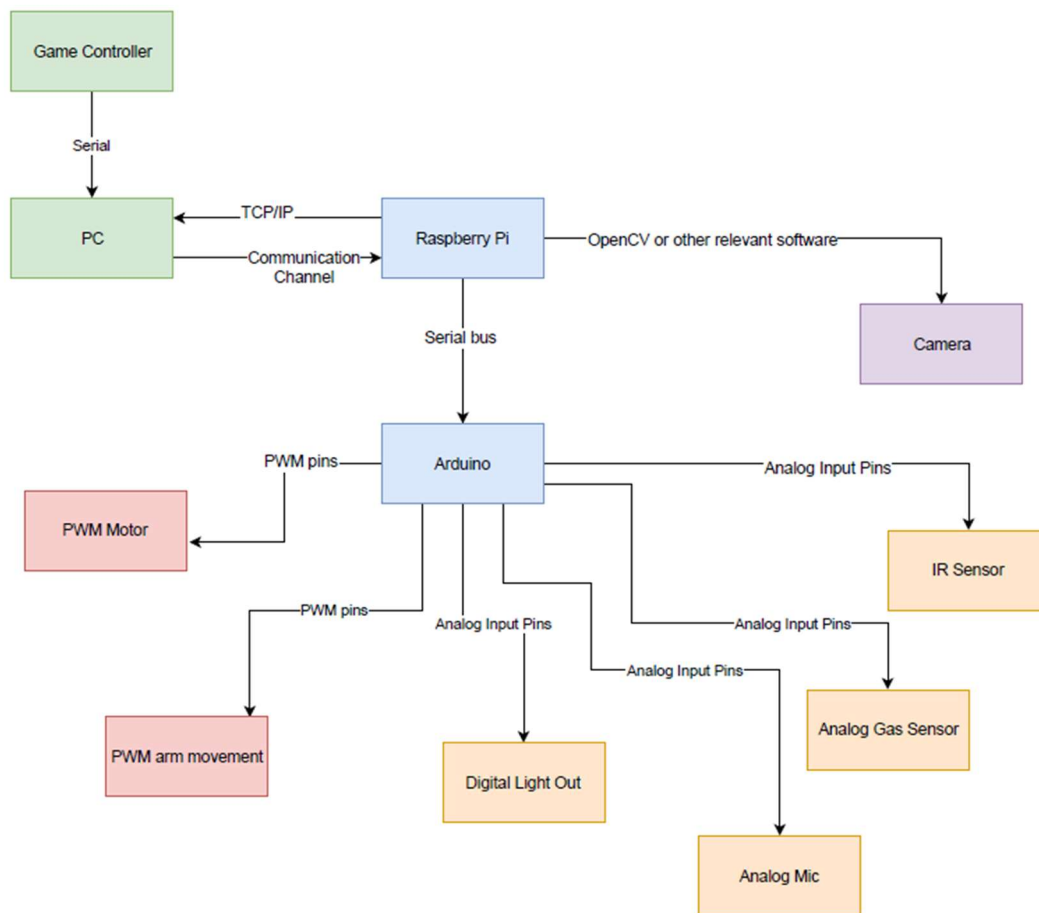 Game Controller
Serial
TCP/IP
PC
Raspberry Pi
OpenCV or other relevant software
Communication
Channel
Serial bus
Camera
PWM pins
Arduino
Analog Input Pins
PWM Motor
IR Sensor
PWM pins
Analog Input Pins
Analog Input Pins
Analog Input Pins
Analog Gas Sensor
PWM arm movement
Digital Light Out
Analog Mic